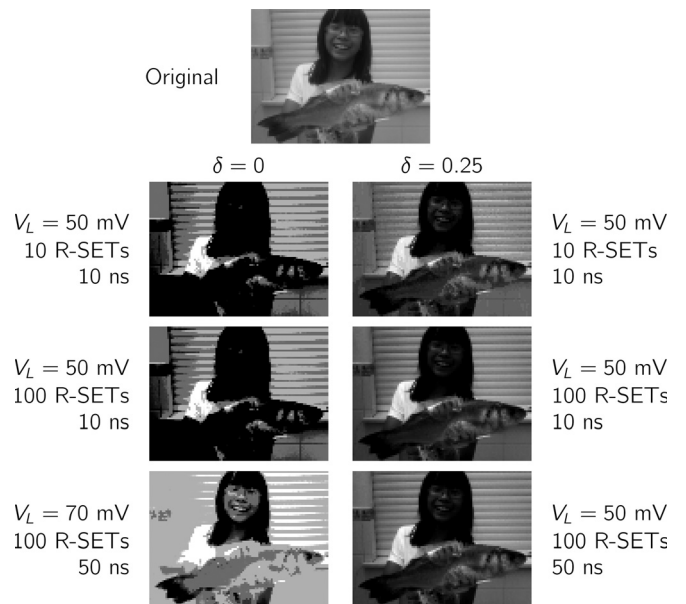 Original
δ = 0
δ = 0.25
V_L = 50 mV
10 R-SETs
10 ns
V_L = 50 mV
10 R-SETs
10 ns
V_L = 50 mV
100 R-SETs
10 ns
V_L = 50 mV
100 R-SETs
10 ns
V_L = 70 mV
100 R-SETs
50 ns
V_L = 50 mV
100 R-SETs
50 ns